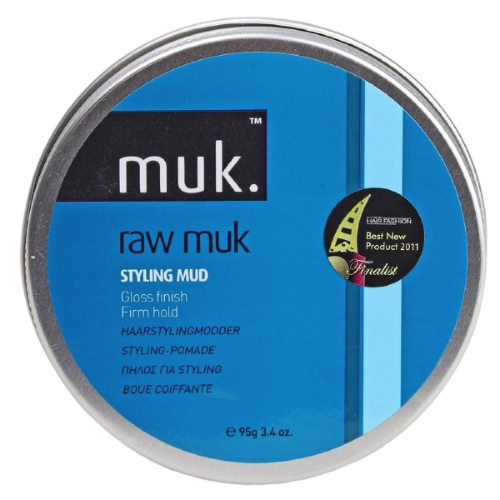 muk.™
raw muk
STYLING MUD
Gloss finish
Firm hold
HAARSTYLINGMODDER
STYLING-POMADE
ΠΗΛΟΣ ΓΙΑ STYLING
BOUE COIFFANTE
℮ 95g 3.4 oz.
HAIR FASHION
Best New
Product 2011
Finalist